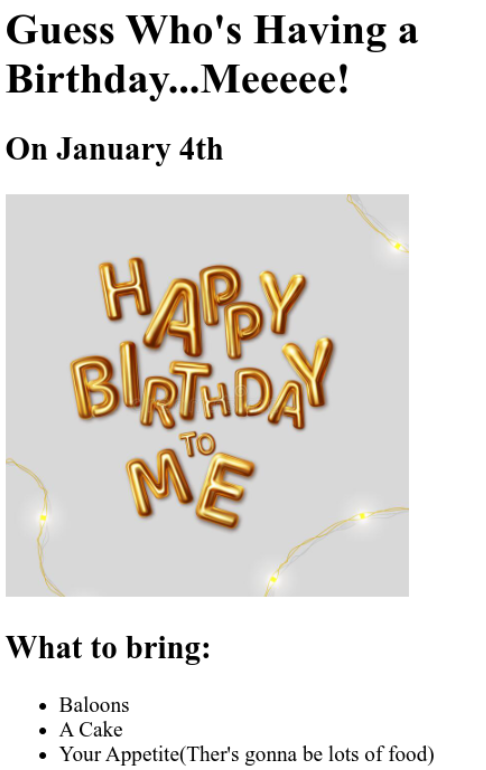 Guess Who's Having a
Birthday...Meeeee!
On January 4th
HAPPY
BIRTHDAY
TO
ME
What to bring:
• Baloons
• A Cake
• Your Appetite(Ther's gonna be lots of food)